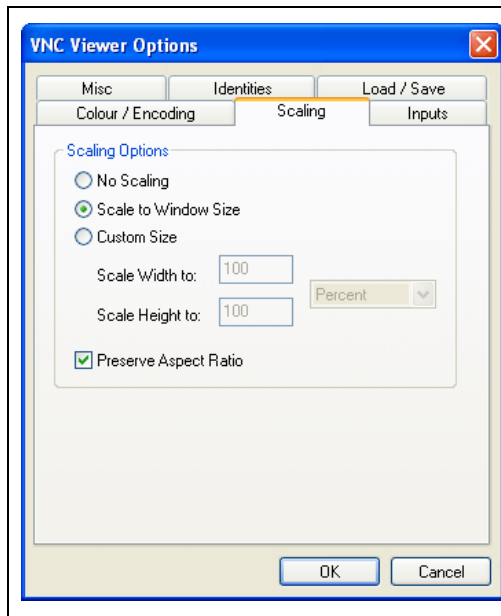 VNC Viewer Options
Misc Identities Load / Save
Colour / Encoding Scaling Inputs
Scaling Options
No Scaling
Scale to Window Size
Custom Size
Scale Width to: 100
Percent
Scale Height to: 100
Preserve Aspect Ratio
OK Cancel